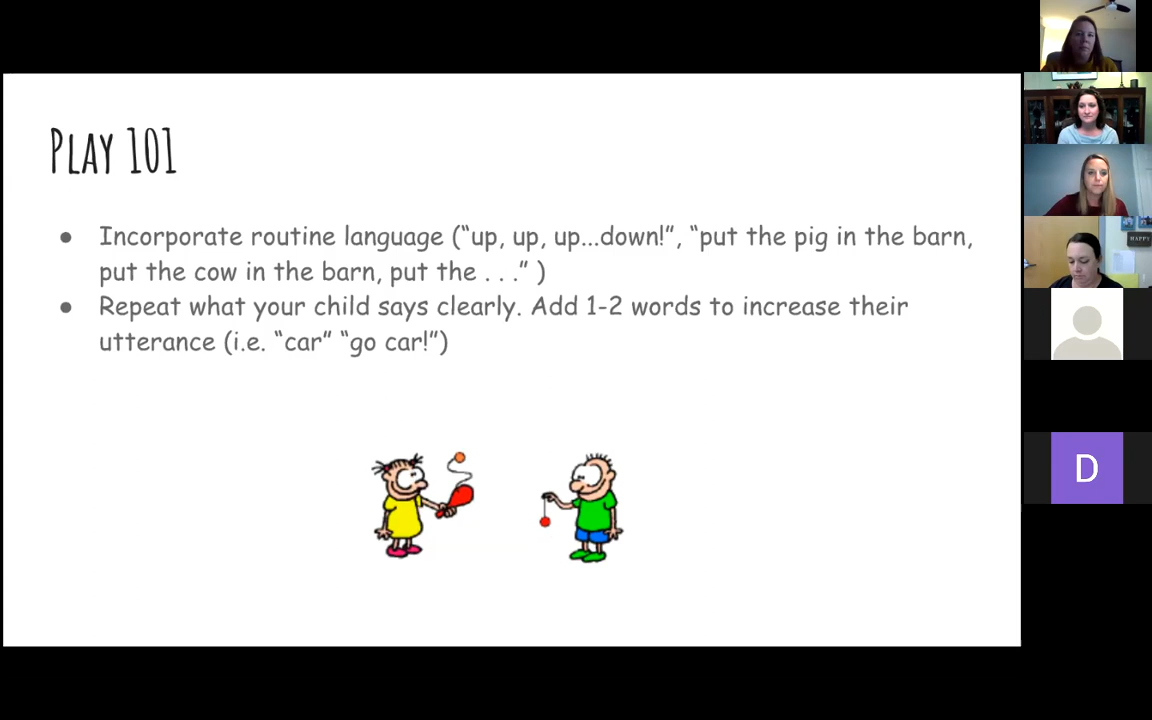 Play 101
● Incorporate routine language (“up, up, up...down!”, “put the pig in the barn,
put the cow in the barn, put the . . .” )
● Repeat what your child says clearly. Add 1-2 words to increase their
utterance (i.e. “car” “go car!”)
HAPPY
D